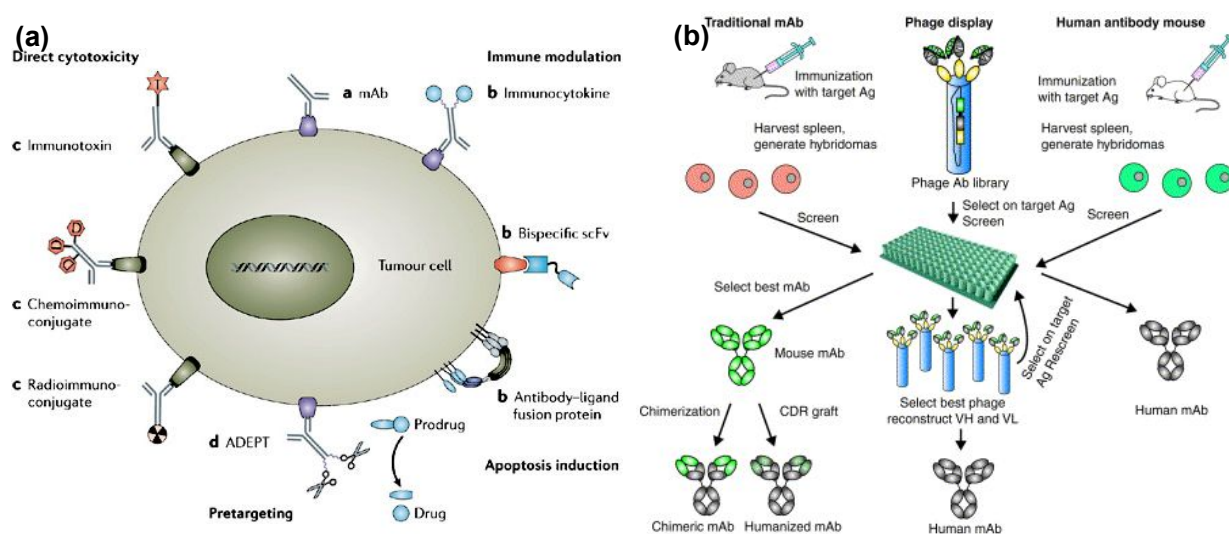 (a)
Direct cytotoxicity
Immune modulation
a mAb
b Immunocytokine
c Immunotoxin
b Bispecific scFv
Tumour cell
c Chemoimmuno-
conjugate
D
D
D
c Radioimmuno-
conjugate
b Antibody–ligand
fusion protein
d ADEPT
Prodrug
Apoptosis induction
Pretargeting
Drug
(b)
Traditional mAb
Immunization
with target Ag
Harvest spleen,
generate hybridomas
Screen
Phage display
Phage Ab library
Select on target Ag
Screen
Human antibody mouse
Immunization
with target Ag
Harvest spleen,
generate hybridomas
Screen
Select best mAb
Mouse mAb
Chimerization
CDR graft
Chimeric mAb
Humanized mAb
Select on target
Ag Rescreen
Select best phage
reconstruct VH and VL
Human mAb
Human mAb